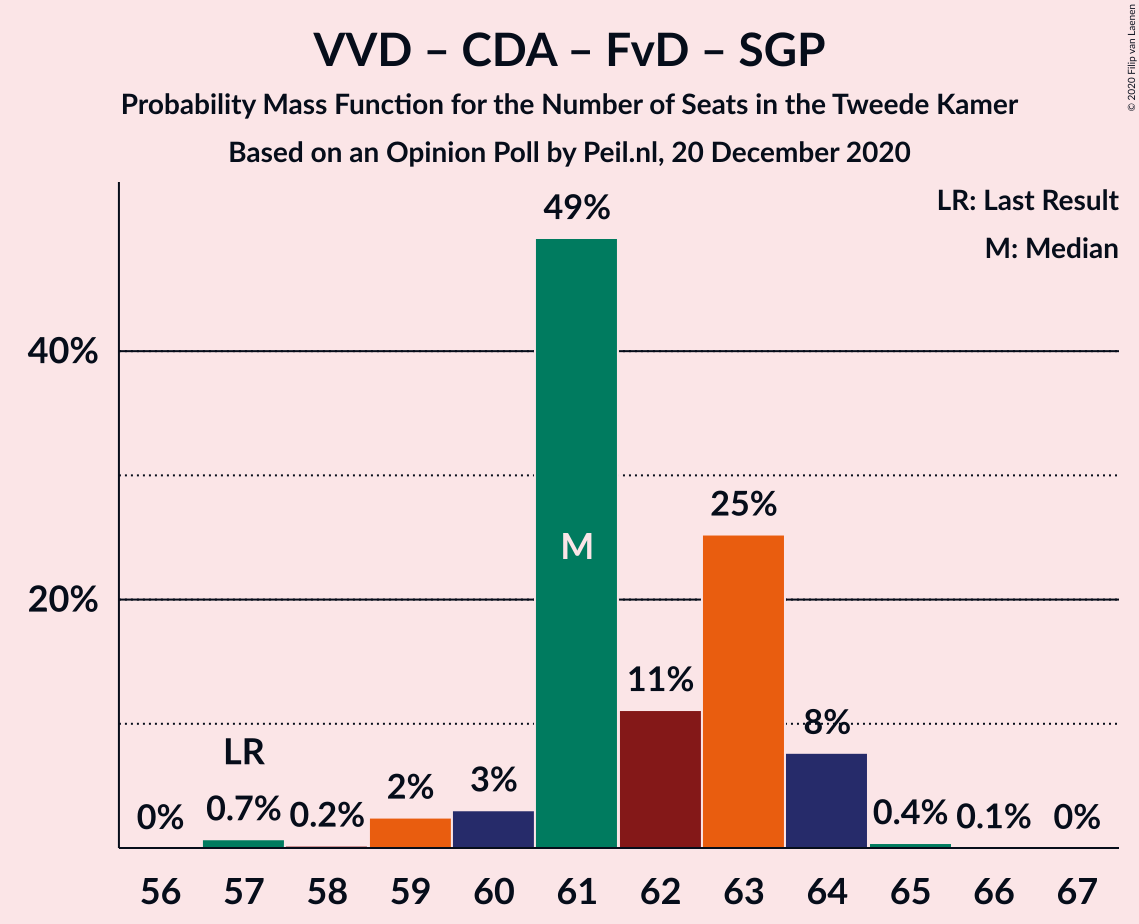 VVD – CDA – FvD – SGP
Probability Mass Function for the Number of Seats in the Tweede Kamer
Based on an Opinion Poll by Peil.nl, 20 December 2020
© 2020 Filip van Laenen
LR: Last Result
M: Median
40%
20%
0%
LR
0.7%
0.2%
2%
3%
49%
M
11%
25%
8%
0.4%
0.1%
0%
56 57 58 59 60 61 62 63 64 65 66 67